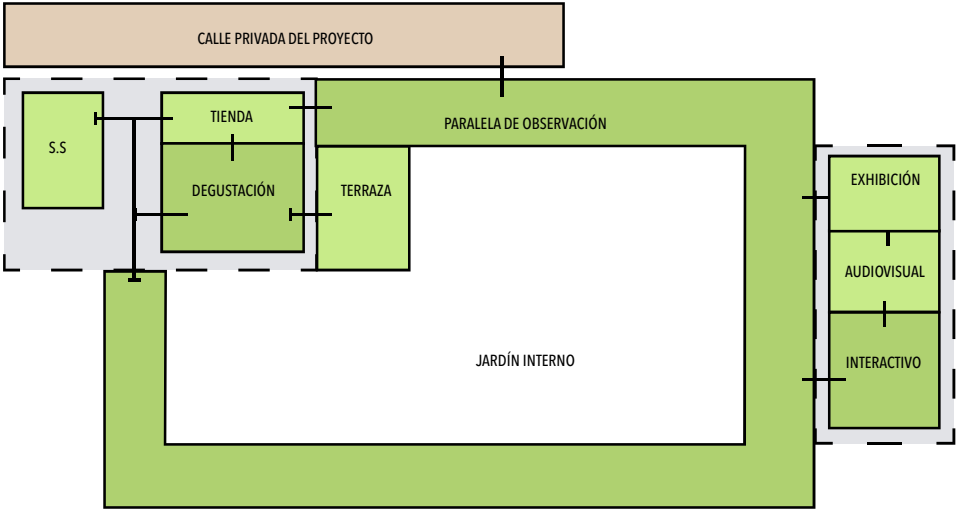 CALLE PRIVADA DEL PROYECTO
TIENDA
PARALELA DE OBSERVACIÓN
S.S
DEGUSTACIÓN
TERRAZA
EXHIBICIÓN
AUDIOVISUAL
JARDÍN INTERNO
INTERACTIVO